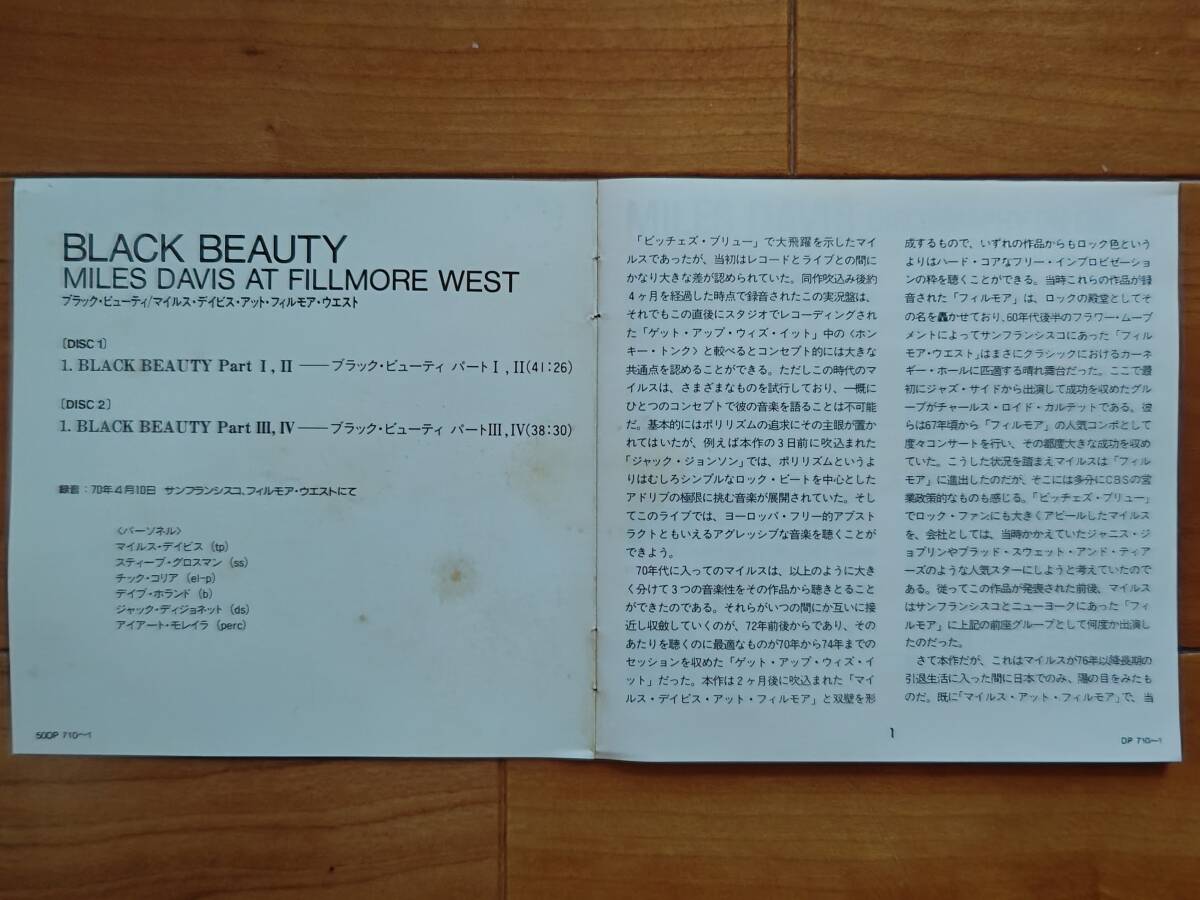 BLACK BEAUTY
MILES DAVIS AT FILLMORE WEST
ブラック・ビューティ/マイルス・デイビス・アット・フィルモア・ウエスト
〔DISC 1〕
1. BLACK BEAUTY Part Ⅰ, Ⅱ ── ブラック・ビューティ パートⅠ, Ⅱ(41:26)
〔DISC 2〕
1. BLACK BEAUTY Part Ⅲ, Ⅳ ── ブラック・ビューティ パートⅢ, Ⅳ(38:30)
録音:70年4月10日 サンフランシスコ、フィルモア・ウエストにて
〈パーソネル〉
マイルス・デイビス (tp)
スティーブ・グロスマン (ss)
チック・コリア (el-p)
デイブ・ホランド (b)
ジャック・ディジョネット (ds)
アイアート・モレイラ (perc)
50DP 710~1
「ビッチェズ・ブリュー」で大飛躍を示したマイ
ルスであったが、当初はレコードとライブとの間に
かなり大きな差が認められていた。同作吹込み後約
4ヶ月を経過した時点で録音されたこの実況盤は、
それでもこの直後にスタジオでレコーディングされ
た「ゲット・アップ・ウィズ・イット」中の〈ホン
キー・トンク〉と較べるとコンセプト的には大きな
共通点を認めることができる。ただしこの時代のマ
イルスは、さまざまなものを試行しており、一概に
ひとつのコンセプトで彼の音楽を語ることは不可能
だ。基本的にはポリリズムの追求にその主眼が置か
れてはいたが、例えば本作の3日前に吹込まれた
「ジャック・ジョンソン」では、ポリリズムというよ
りはむしろシンプルなロック・ビートを中心とした
アドリブの極限に挑む音楽が展開されていた。そし
てこのライブでは、ヨーロッパ・フリー的アブスト
ラクトともいえるアグレッシブな音楽を聴くことが
できよう。
70年代に入ってのマイルスは、以上のように大き
く分けて3つの音楽性をその作品から聴きとること
ができたのである。それらがいつの間にか互いに接
近し収斂していくのが、72年前後からであり、その
あたりを聴くのに最適なものが70年から74年までの
セッションを収めた「ゲット・アップ・ウィズ・イ
ット」だった。本作は2ヶ月後に吹込まれた「マイ
ルス・デイビス・アット・フィルモア」と双璧を形
成するもので、いずれの作品からもロック色という
よりはハード・コアなフリー・インプロビゼーショ
ンの粋を聴くことができる。当時これらの作品が録
音された「フィルモア」は、ロックの殿堂としてそ
の名を轟かせており、60年代後半のフラワー・ムーブ
メントによってサンフランシスコにあった「フィル
モア・ウエスト」はまさにクラシックにおけるカーネ
ギー・ホールに匹適する晴れ舞台だった。ここで最
初にジャズ・サイドから出演して成功を収めたグル
ープがチャールス・ロイド・カルテットである。彼
らは67年頃から「フィルモア」の人気コンボとして
度々コンサートを行い、その都度大きな成功を収め
ていた。こうした状況を踏まえマイルスは「フィル
モア」に進出したのだが、そこには多分にCBSの営
業政策的なものも感じる。「ビッチェズ・ブリュー」
でロック・ファンにも大きくアピールしたマイルス
を、会社としては、当時かかえていたジャニス・ジ
ョプリンやブラッド・スウェット・アンド・ティア
ーズのような人気スターにしようと考えていたので
ある。従ってこの作品が発表された前後、マイルス
はサンフランシスコとニューヨークにあった「フィ
ルモア」に上記の前座グループとして何度か出演し
たのだった。
さて本作だが、これはマイルスが76年以降長期の
引退生活に入った間に日本でのみ、陽の目をみたも
のだ。既に「マイルス・アット・フィルモア」で、当
1
DP 710~1